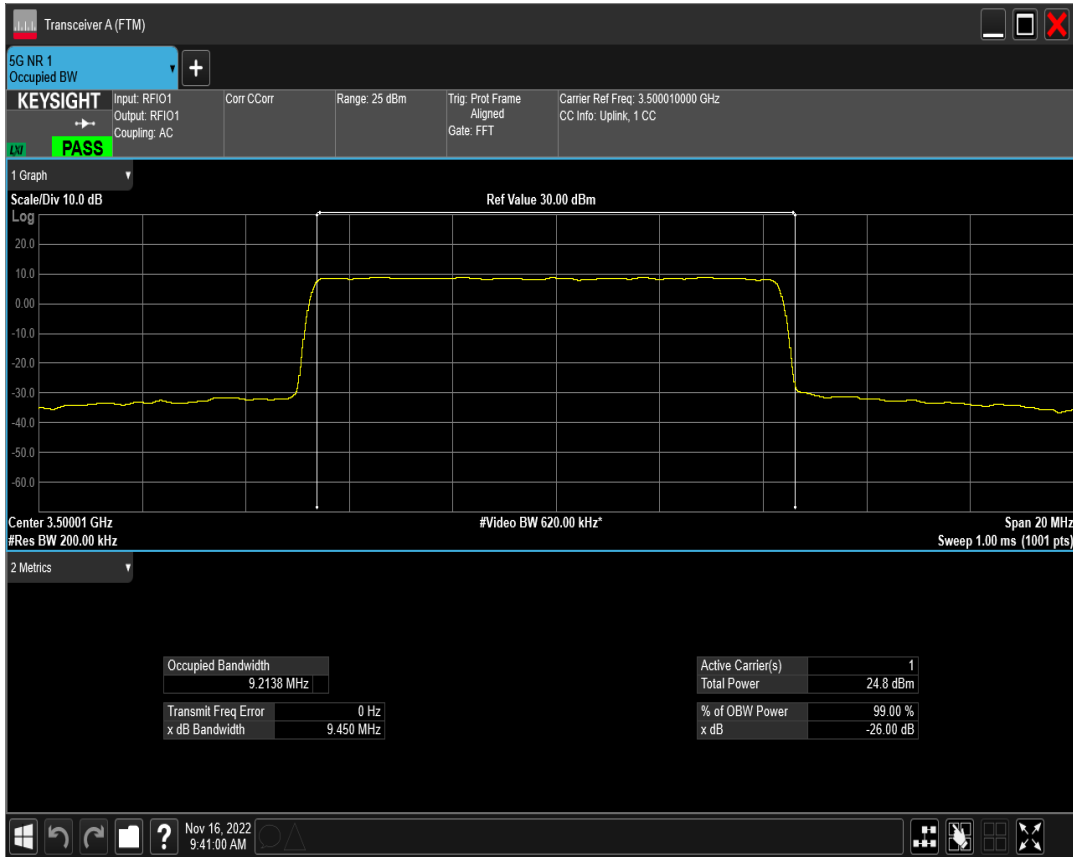 Transceiver A (FTM)
5G NR 1
Occupied BW
+
KEYSIGHT
LXI
PASS
Input: RFIO1
Output: RFIO1
Coupling: AC
Corr CCorr
Range: 25 dBm
Trig: Prot Frame
Aligned
Gate: FFT
Carrier Ref Freq: 3.500010000 GHz
CC Info: Uplink, 1 CC
1 Graph
Scale/Div 10.0 dB
Ref Value 30.00 dBm
Log
20.0
10.0
0.00
-10.0
-20.0
-30.0
-40.0
-50.0
-60.0
Center 3.50001 GHz
#Video BW 620.00 kHz*
Span 20 MHz
#Res BW 200.00 kHz
Sweep 1.00 ms (1001 pts)
2 Metrics
Occupied Bandwidth
9.2138 MHz
Transmit Freq Error 0 Hz
x dB Bandwidth 9.450 MHz
Active Carrier(s) 1
Total Power 24.8 dBm
% of OBW Power 99.00 %
x dB -26.00 dB
?
Nov 16, 2022
9:41:00 AM